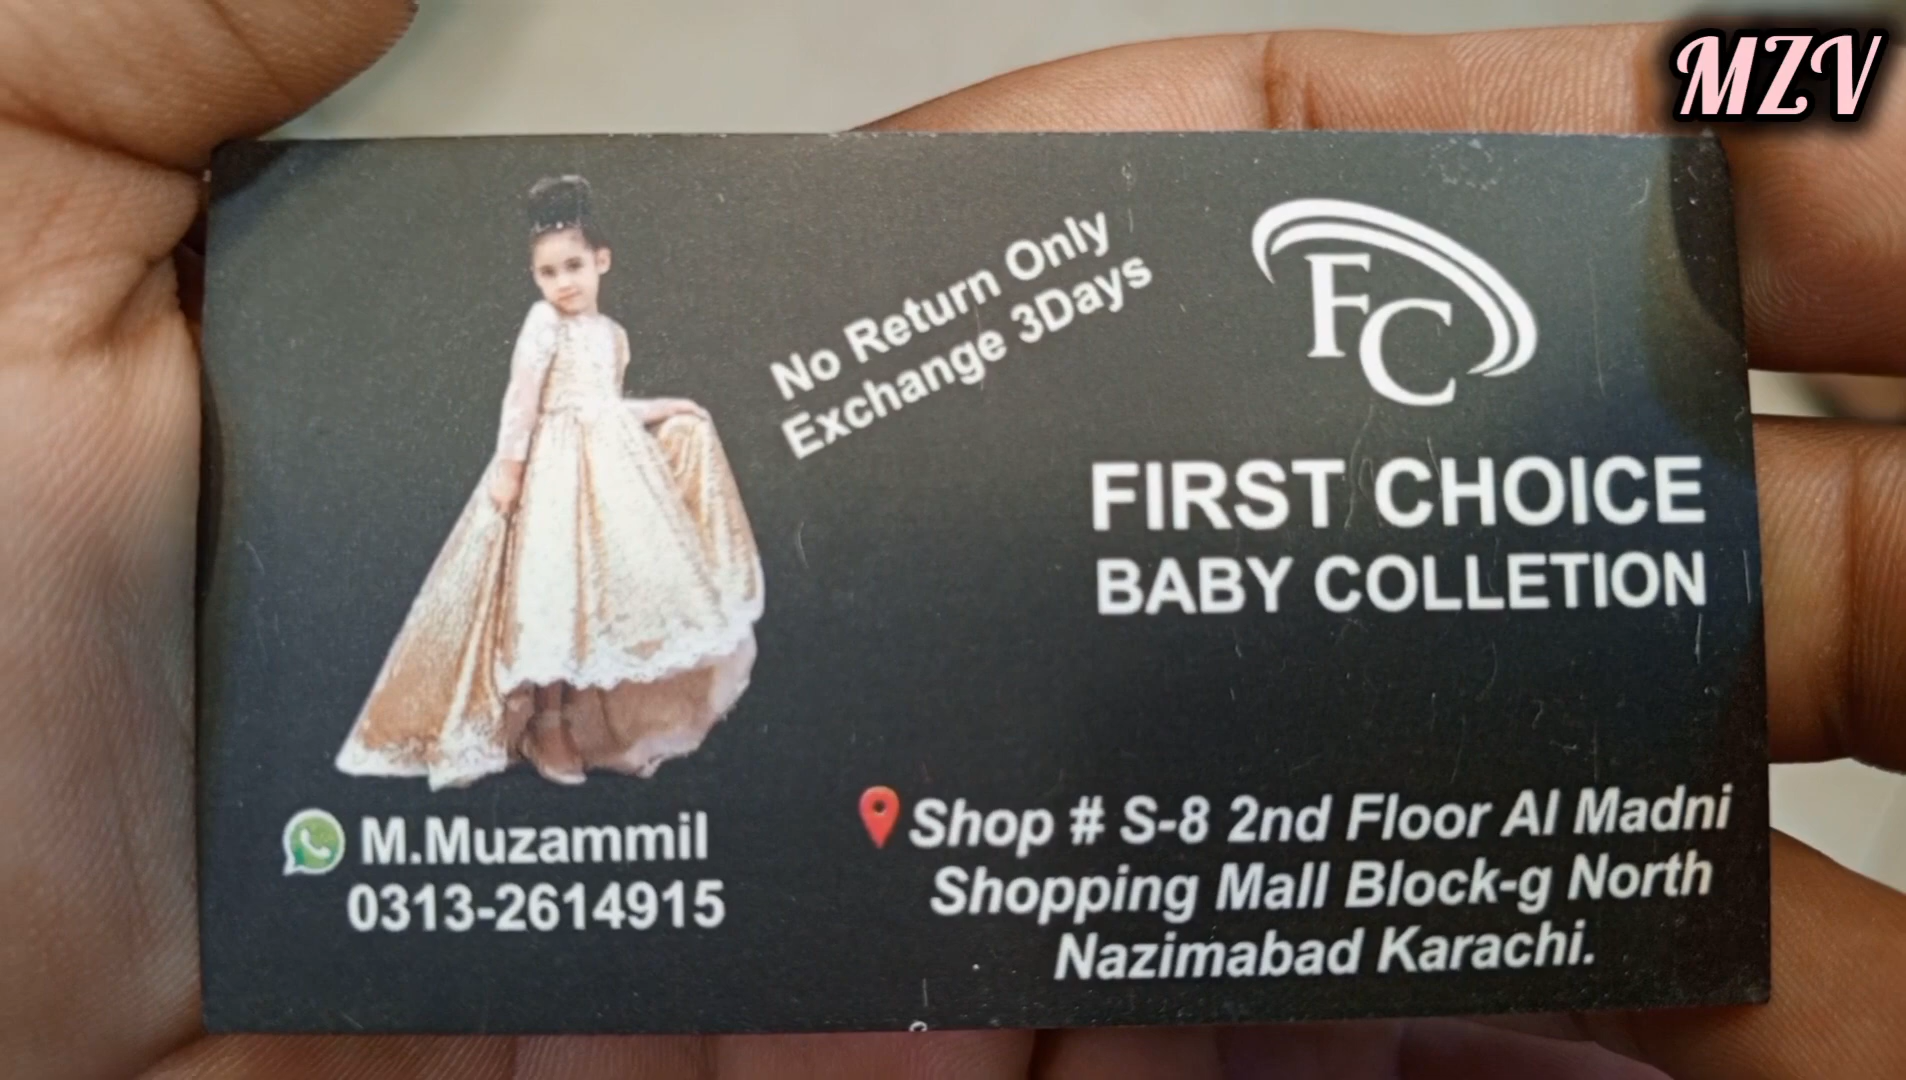 MZV
No Return Only
Exchange 3Days
FC
FIRST CHOICE
BABY COLLETION
M.Muzammil
0313-2614915
Shop # S-8 2nd Floor Al Madni
Shopping Mall Block-g North
Nazimabad Karachi.